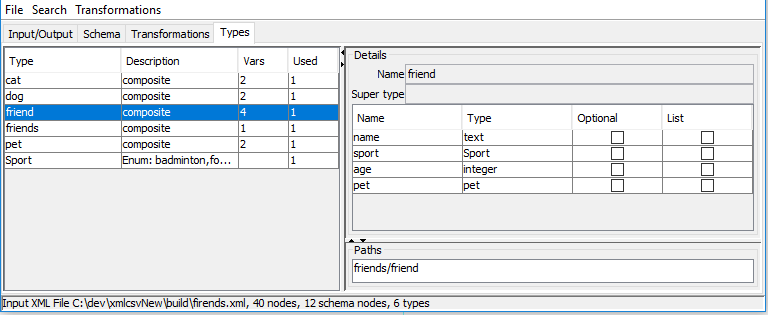 File Search Transformations
Input/Output Schema Transformations Types
Type Description Vars Used
cat composite 2 1
dog composite 2 1
friend composite 4 1
friends composite 1 1
pet composite 2 1
Sport Enum: badminton,fo... 1
Details
Name friend
Super type
Name Type Optional List
name text
sport Sport
age integer
pet pet
Paths
friends/friend
Input XML File C:\dev\xmlcsvNew\build\firends.xml, 40 nodes, 12 schema nodes, 6 types